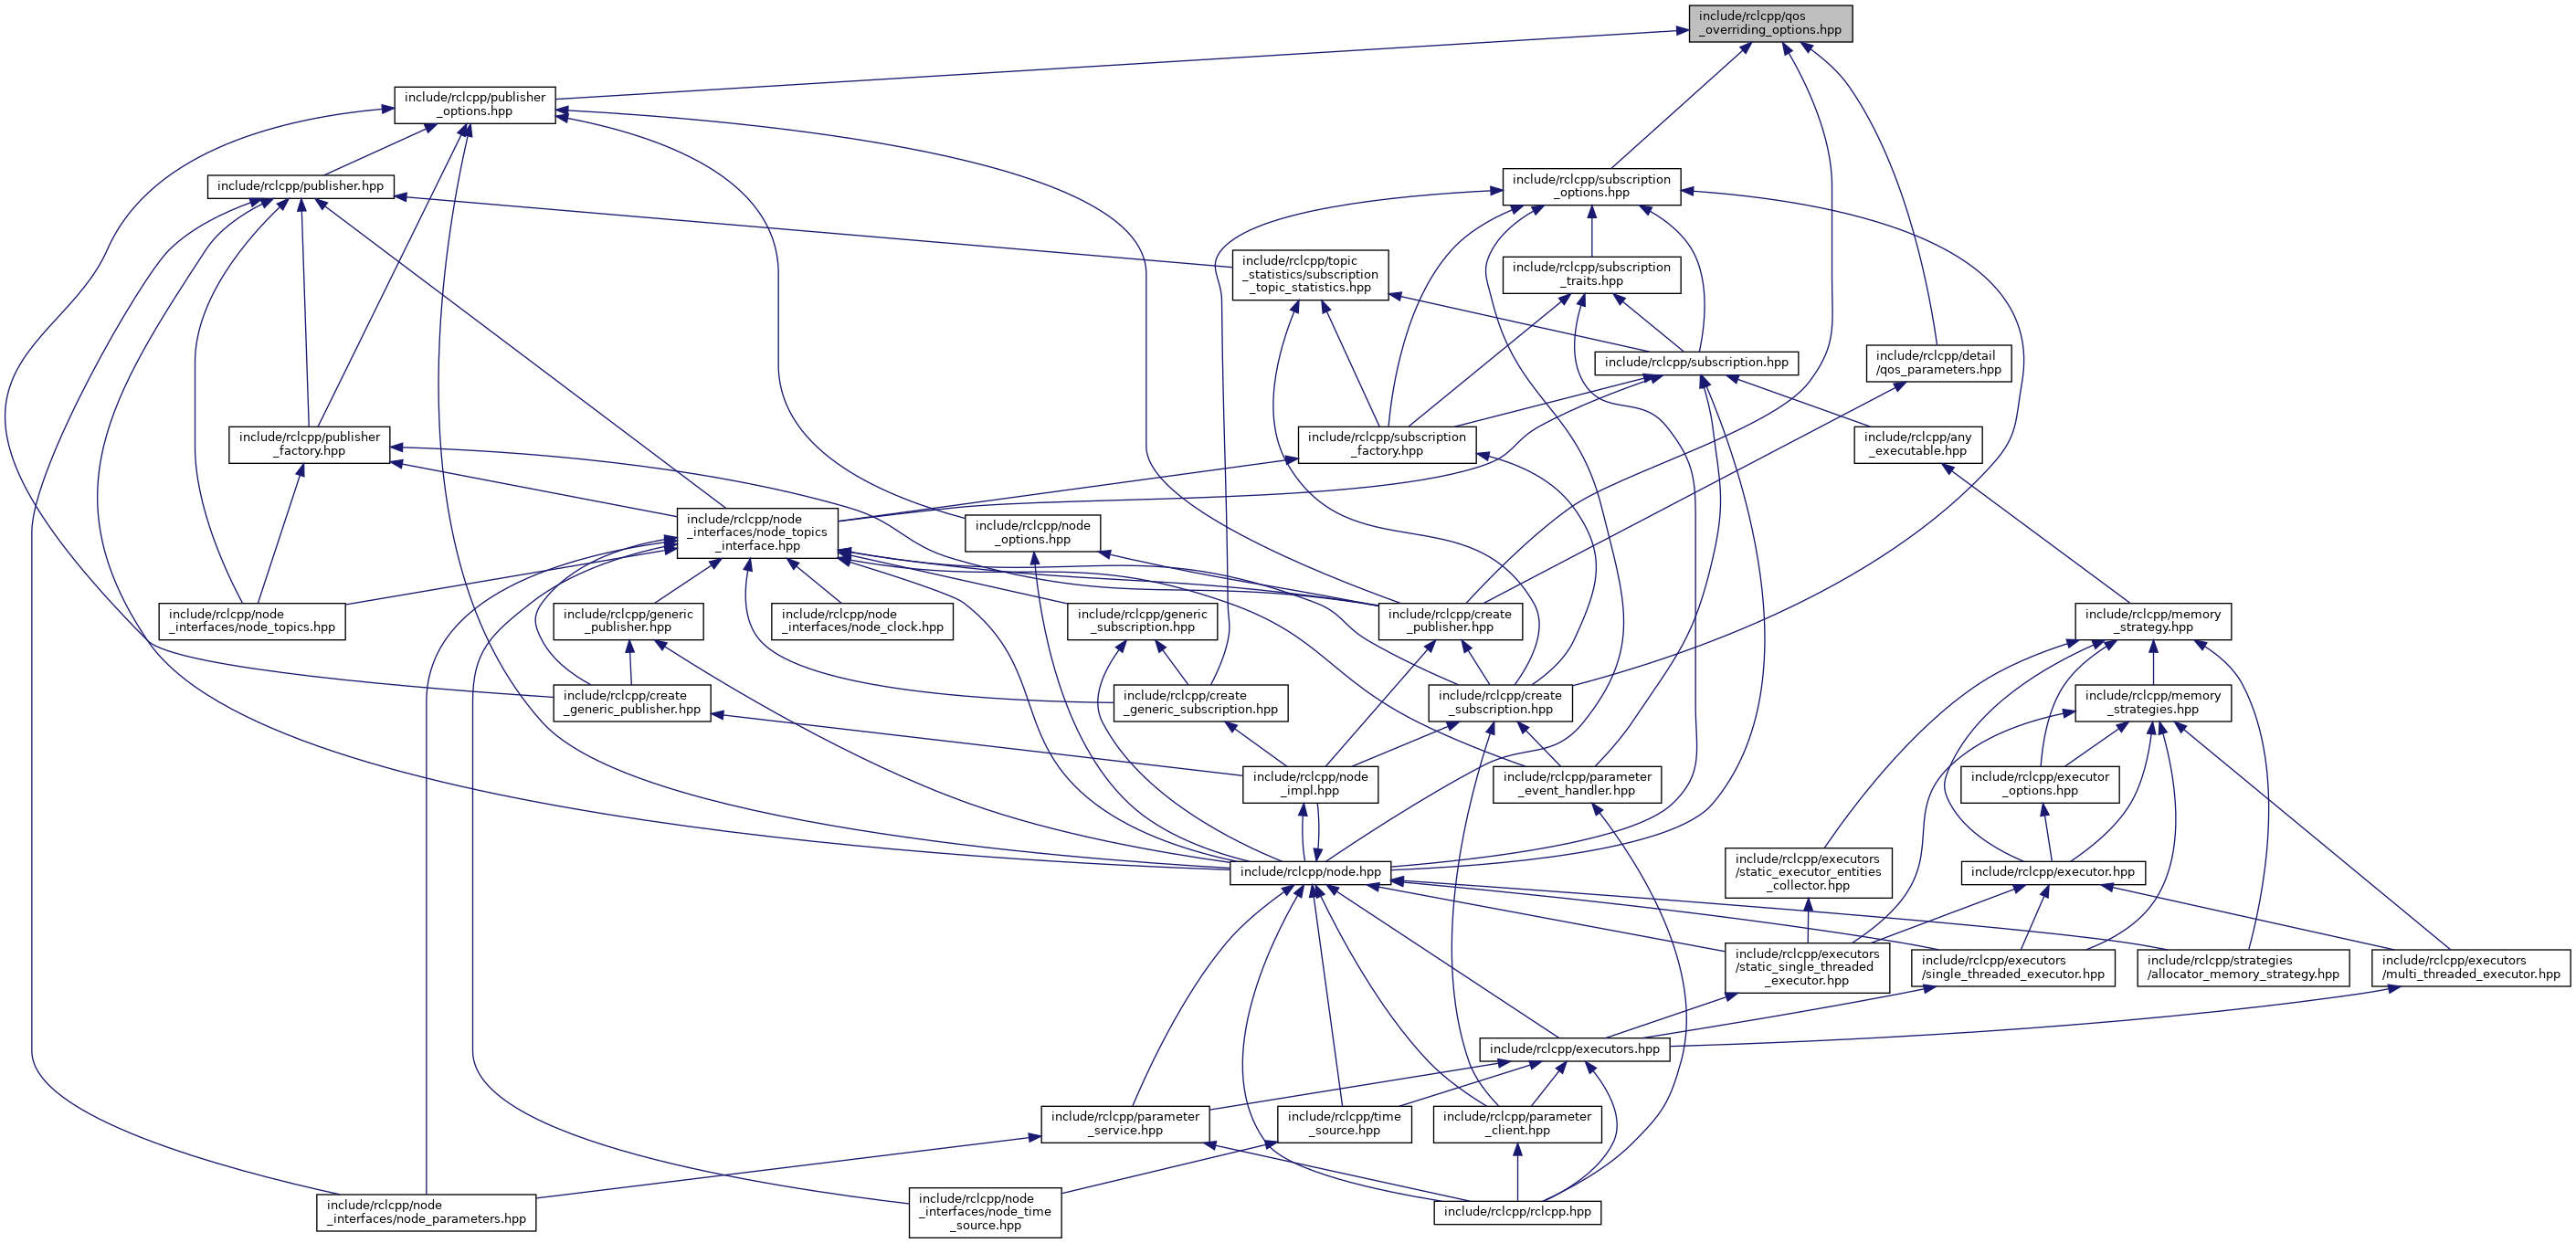 include/rclcpp/qos
_overriding_options.hpp
include/rclcpp/publisher
_options.hpp
include/rclcpp/publisher.hpp
include/rclcpp/subscription
_options.hpp
include/rclcpp/topic
_statistics/subscription
_topic_statistics.hpp
include/rclcpp/subscription
_traits.hpp
include/rclcpp/subscription.hpp
include/rclcpp/detail
/qos_parameters.hpp
include/rclcpp/publisher
_factory.hpp
include/rclcpp/subscription
_factory.hpp
include/rclcpp/any
_executable.hpp
include/rclcpp/node
_interfaces/node_topics
_interface.hpp
include/rclcpp/node
_options.hpp
include/rclcpp/node
_interfaces/node_topics.hpp
include/rclcpp/generic
_publisher.hpp
include/rclcpp/node
_interfaces/node_clock.hpp
include/rclcpp/generic
_subscription.hpp
include/rclcpp/create
_publisher.hpp
include/rclcpp/memory
_strategy.hpp
include/rclcpp/create
_generic_publisher.hpp
include/rclcpp/create
_generic_subscription.hpp
include/rclcpp/create
_subscription.hpp
include/rclcpp/memory
_strategies.hpp
include/rclcpp/node
_impl.hpp
include/rclcpp/parameter
_event_handler.hpp
include/rclcpp/executor
_options.hpp
include/rclcpp/node.hpp
include/rclcpp/executors
/static_executor_entities
_collector.hpp
include/rclcpp/executor.hpp
include/rclcpp/executors
/static_single_threaded
_executor.hpp
include/rclcpp/executors
/single_threaded_executor.hpp
include/rclcpp/strategies
/allocator_memory_strategy.hpp
include/rclcpp/executors
/multi_threaded_executor.hpp
include/rclcpp/executors.hpp
include/rclcpp/parameter
_service.hpp
include/rclcpp/time
_source.hpp
include/rclcpp/parameter
_client.hpp
include/rclcpp/node
_interfaces/node_parameters.hpp
include/rclcpp/node
_interfaces/node_time
_source.hpp
include/rclcpp/rclcpp.hpp